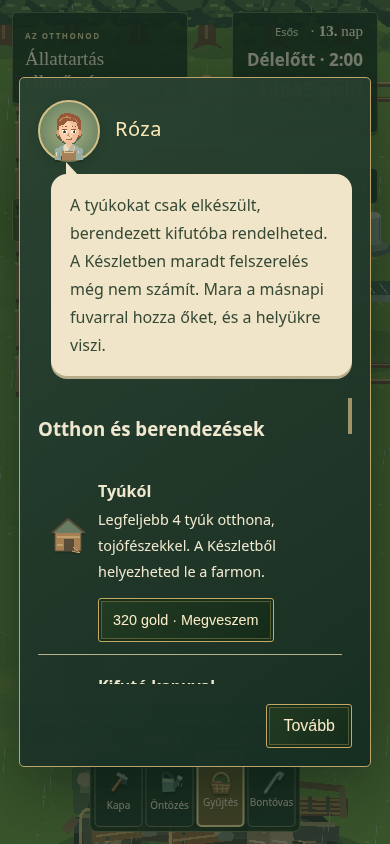 AZ OTTHONOD
Állattartás
Esős · 13. nap
Délelőtt · 2:00
Róza
A tyúkokat csak elkészült,
berendezett kifutóba rendelheted.
A Készletben maradt felszerelés
még nem számít. Mara a másnapi
fuvarral hozza őket, és a helyükre
viszi.
Otthon és berendezések
Tyúkól
Legfeljebb 4 tyúk otthona,
tojófészekkel. A Készletből
helyezheted le a farmon.
320 gold · Megveszem
Tovább
Kapa
Öntözés
Gyűjtés
Bontóvas